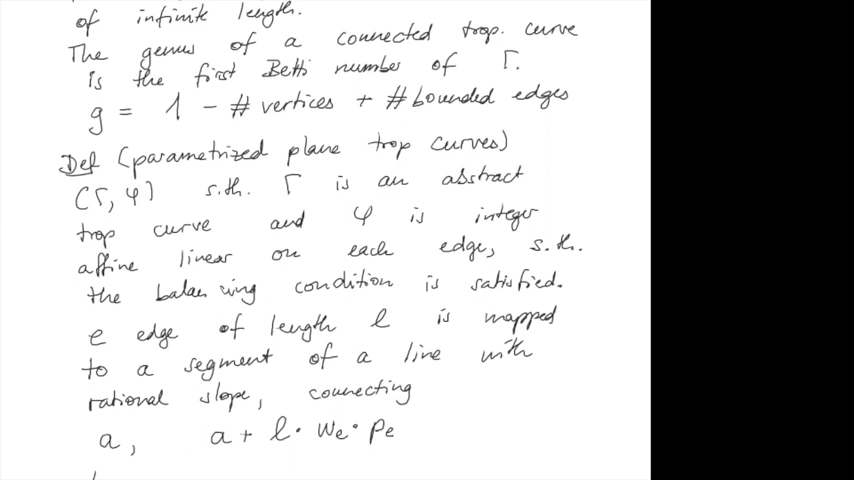 of infinite length.
The genus of a connected trop. curve
is the first Betti number of Γ.
g = 1 - # vertices + # bounded edges
Def (parametrized plane trop curves)
(Γ, φ) s.th. Γ is an abstract
trop curve and φ is integer
affine linear on each edge, s.th.
the balancing condition is satisfied.
e edge of length l is mapped
to a segment of a line with
rational slope, connecting
a, a + l · we · pe